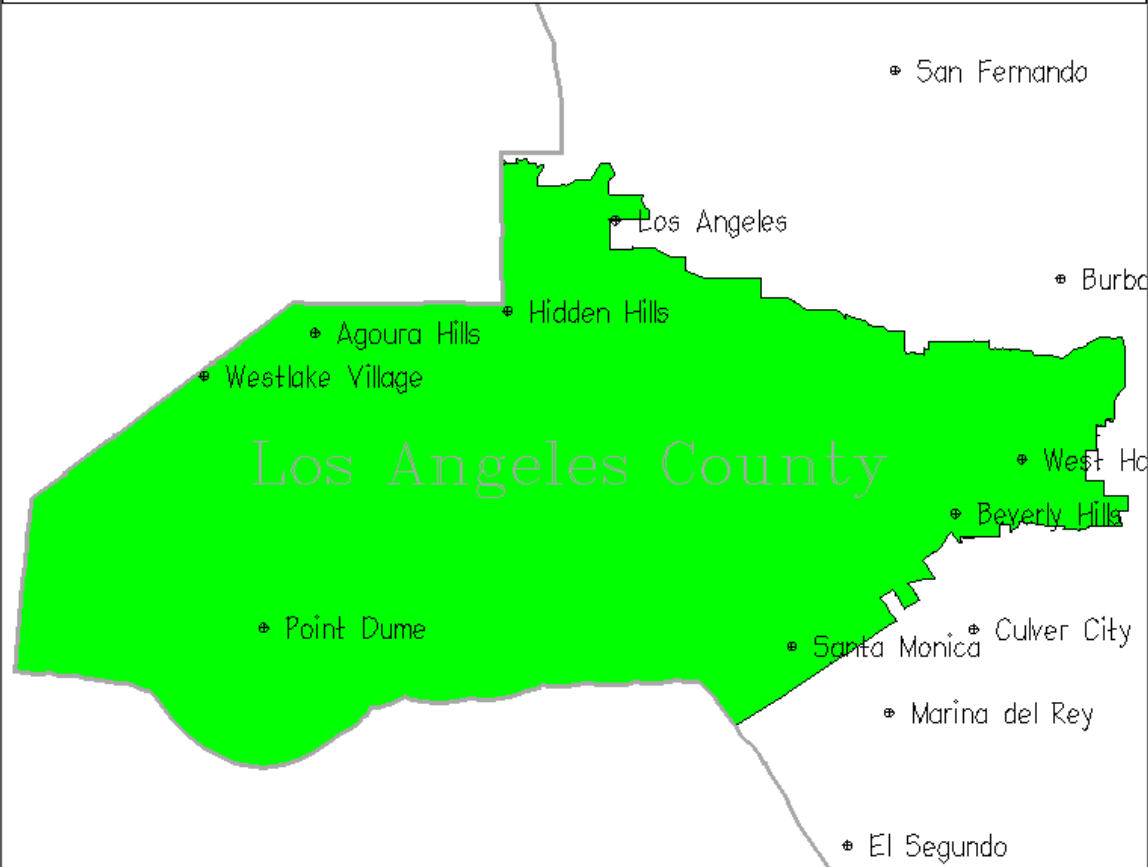 San Fernando
Los Angeles
Burba
Hidden Hills
Agoura Hills
Westlake Village
Los Angeles County
West Ho
Beverly Hills
Point Dume
Culver City
Santa Monica
Marina del Rey
El Segundo